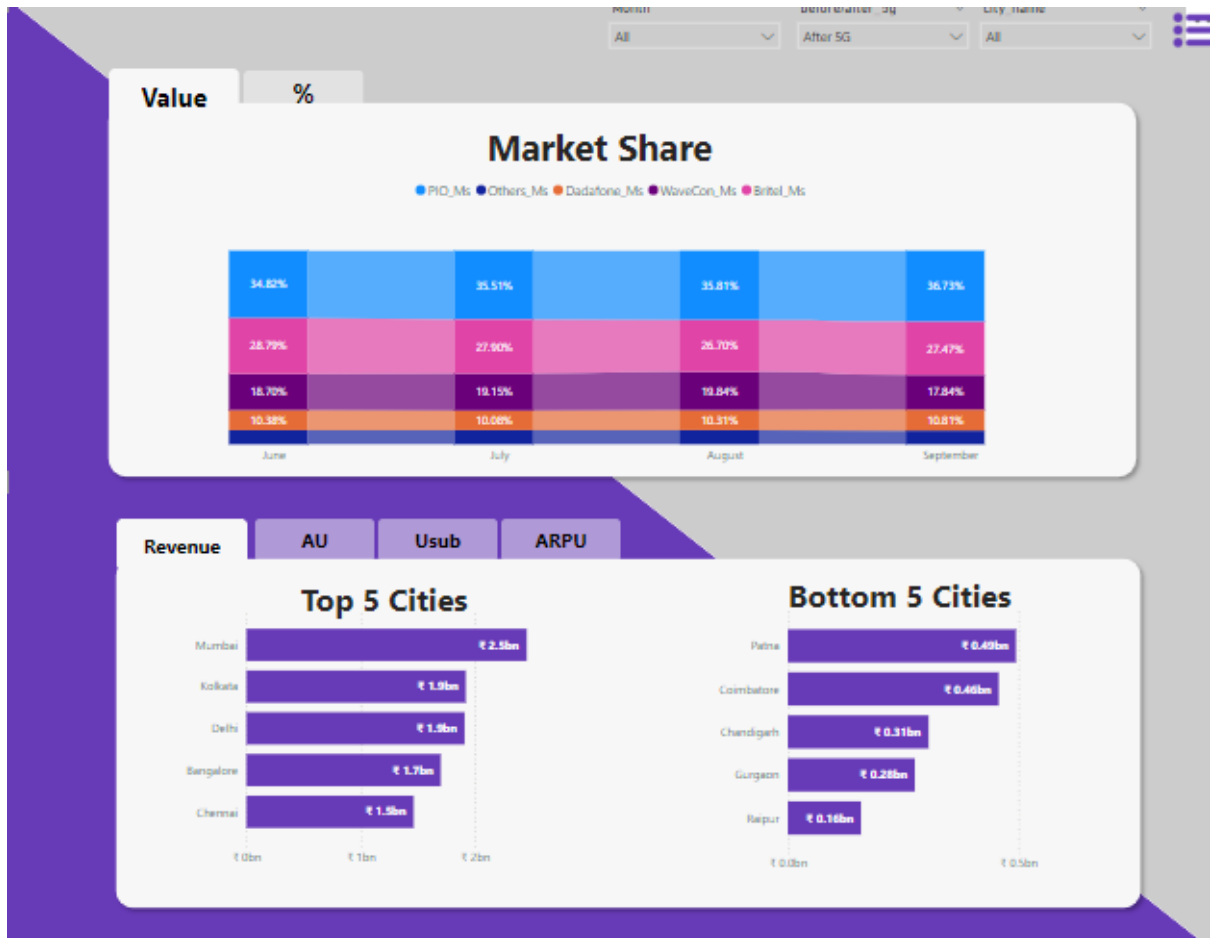 Month Before/after_5g City_name
All After 5G All
Value %
Market Share
PIO_Ms Others_Ms Dadafone_Ms WaveCon_Ms Britel_Ms
34.82% 35.51% 35.81% 36.73%
28.79% 27.90% 26.70% 27.47%
18.70% 19.15% 19.84% 17.84%
10.38% 10.08% 10.31% 10.81%
June July August September
Revenue AU Usub ARPU
Top 5 Cities
Mumbai ₹ 2.5bn
Kolkata ₹ 1.9bn
Delhi ₹ 1.9bn
Bangalore ₹ 1.7bn
Chennai ₹ 1.5bn
₹ 0bn ₹ 1bn ₹ 2bn
Bottom 5 Cities
Patna ₹ 0.49bn
Coimbatore ₹ 0.46bn
Chandigarh ₹ 0.31bn
Gurgaon ₹ 0.28bn
Raipur ₹ 0.16bn
₹ 0.0bn ₹ 0.5bn